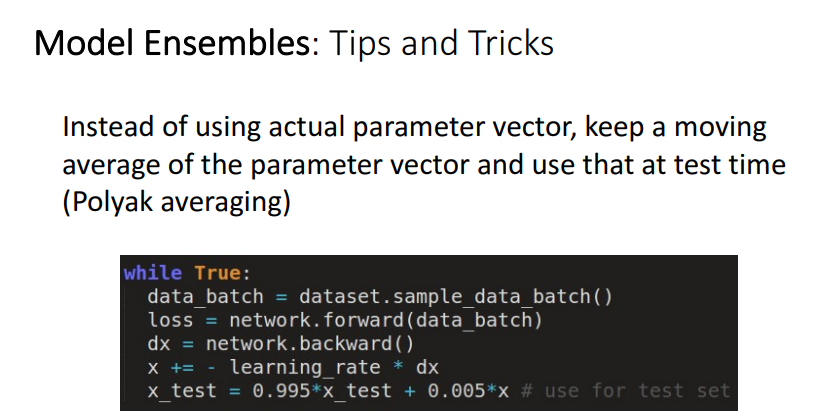 Model Ensembles: Tips and Tricks
Instead of using actual parameter vector, keep a moving
average of the parameter vector and use that at test time
(Polyak averaging)
while True:
  data_batch = dataset.sample_data_batch()
  loss = network.forward(data_batch)
  dx = network.backward()
  x += - learning_rate * dx
  x_test = 0.995*x_test + 0.005*x # use for test set